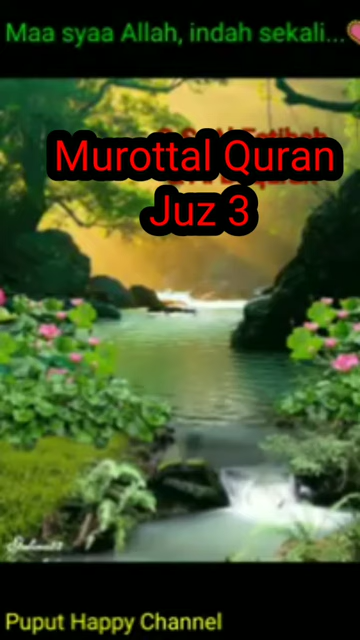 Maa syaa Allah, indah sekali...
Murottal Quran
Juz 3
Puput Happy Channel